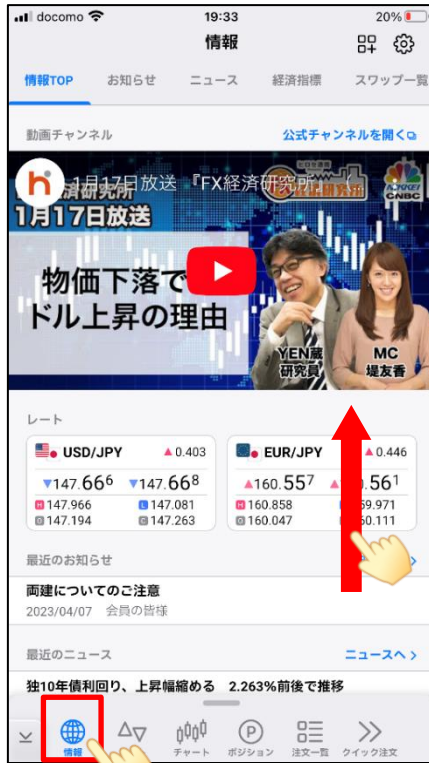 docomo 19:33 20%
情報
情報TOP お知らせ ニュース 経済指標 スワップ一覧
動画チャンネル 公式チャンネルを開く
1月17日放送 『FX経済研究所』
1月17日放送
物価下落で
ドル上昇の理由
CNBC
YEN蔵
研究員
MC
堤友香
レート
USD/JPY ▲0.403 EUR/JPY ▲0.446
▼147.666 ▼147.668 ▲160.557 .561
H 147.966 L 147.081 H 160.858 59.971
O 147.194 C 147.263 O 160.047 60.111
最近のお知らせ
両建についてのご注意
2023/04/07 会員の皆様
最近のニュース ニュースへ >
独10年債利回り、上昇幅縮める 2.263%前後で推移
情報 チャート ポジション 注文一覧 クイック注文